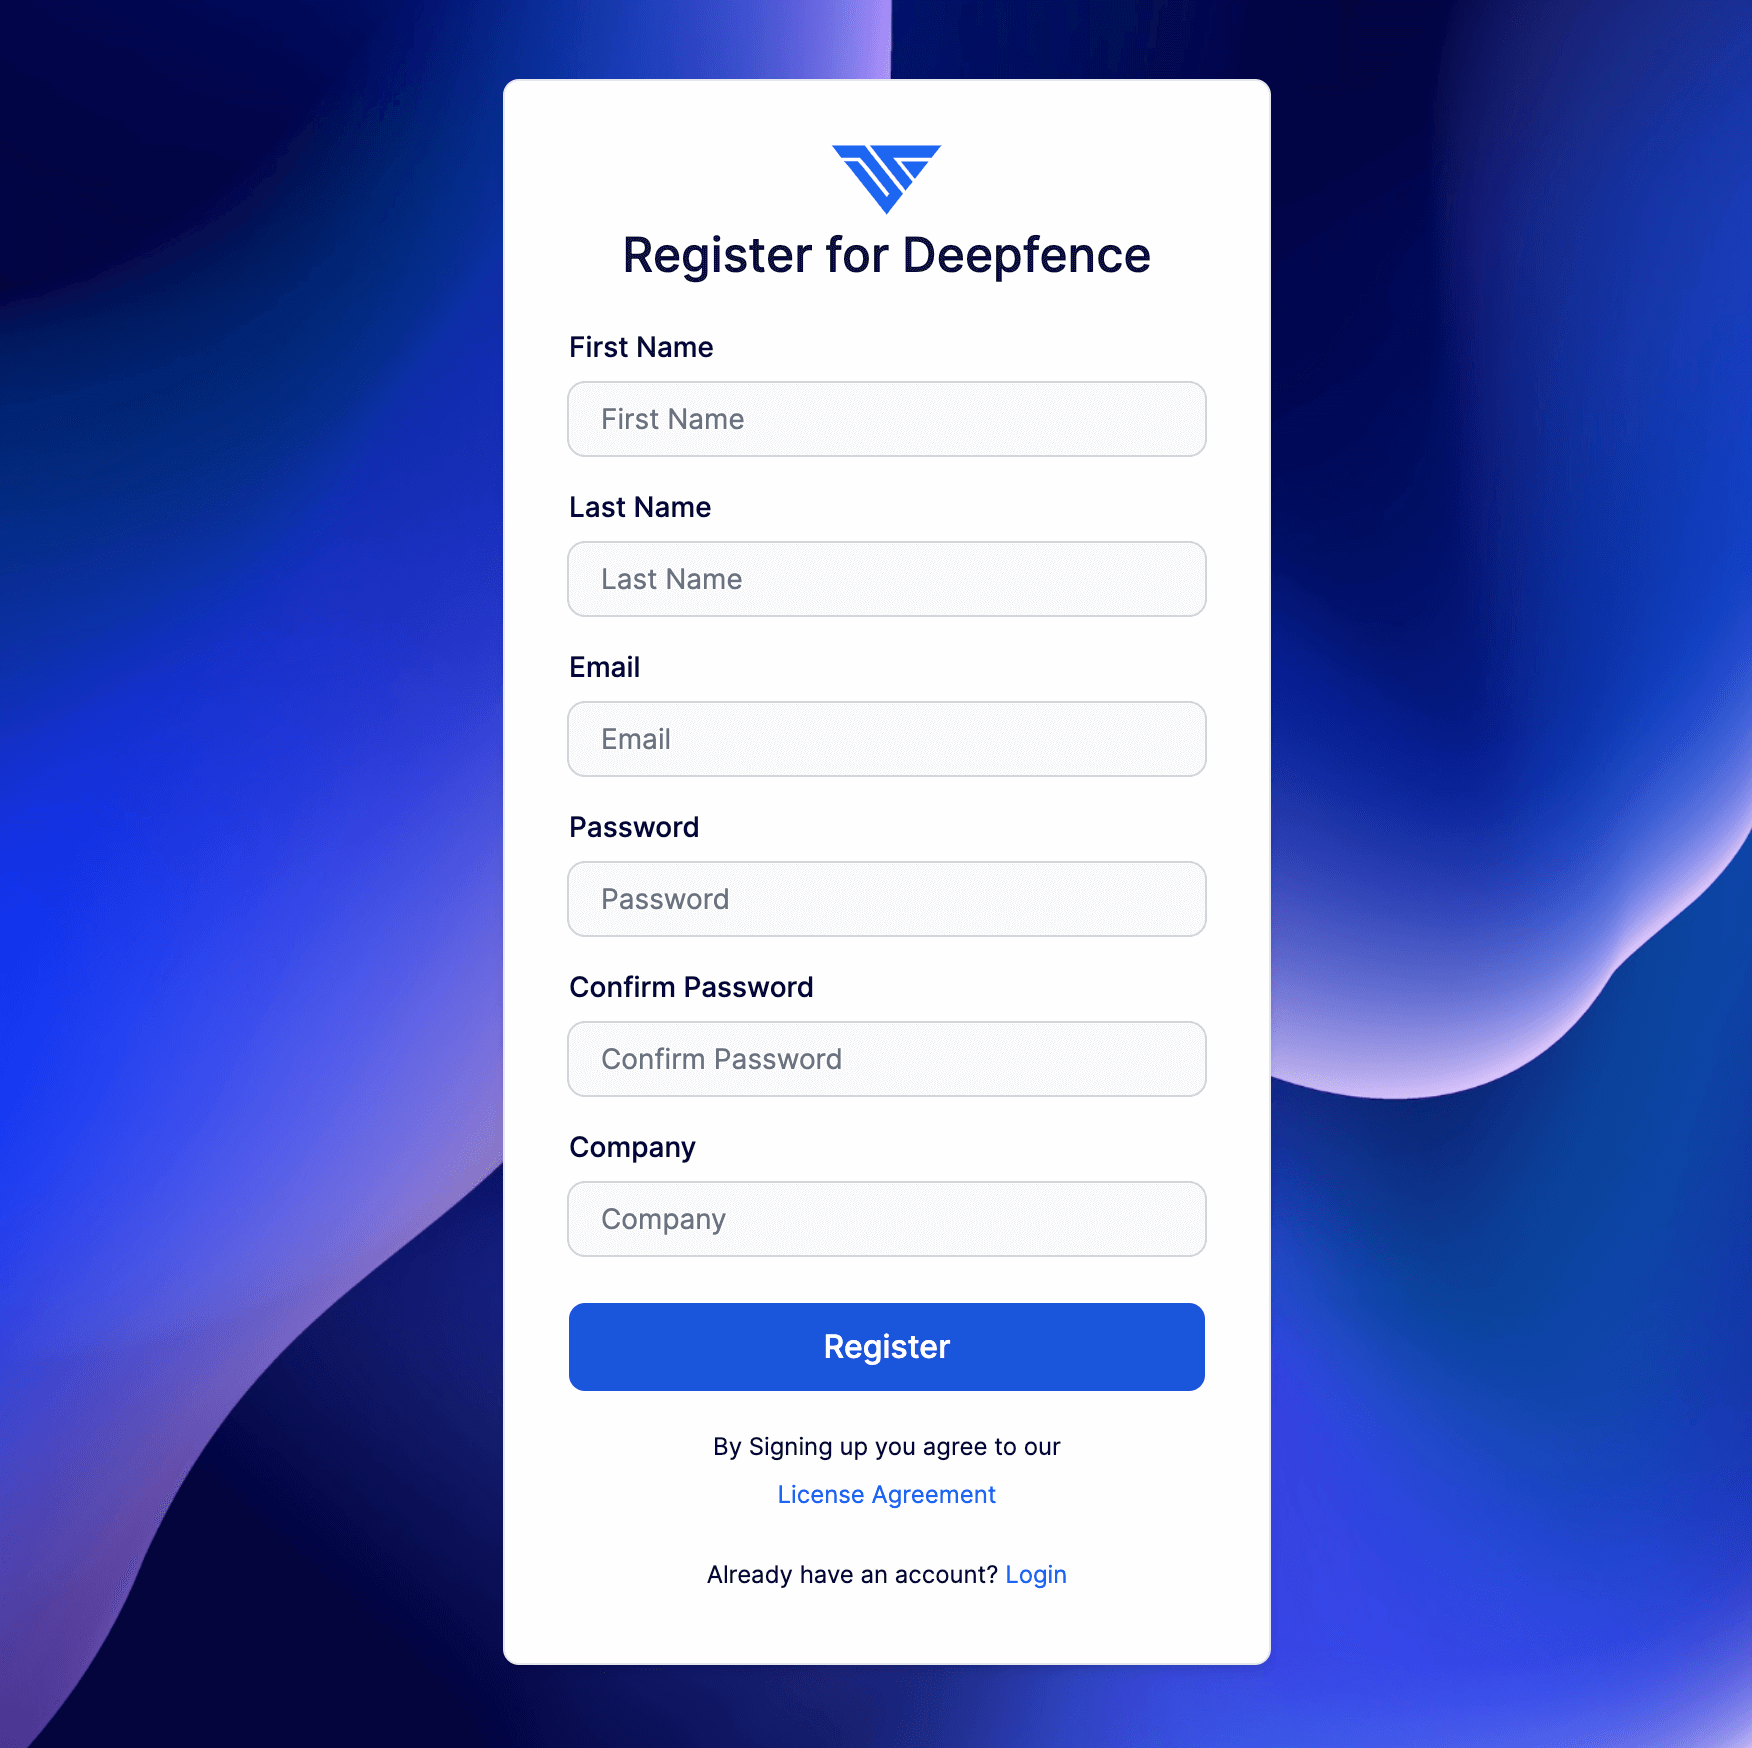 Register for Deepfence
First Name
First Name
Last Name
Last Name
Email
Email
Password
Password
Confirm Password
Confirm Password
Company
Company
Register
By Signing up you agree to our
License Agreement
Already have an account? Login